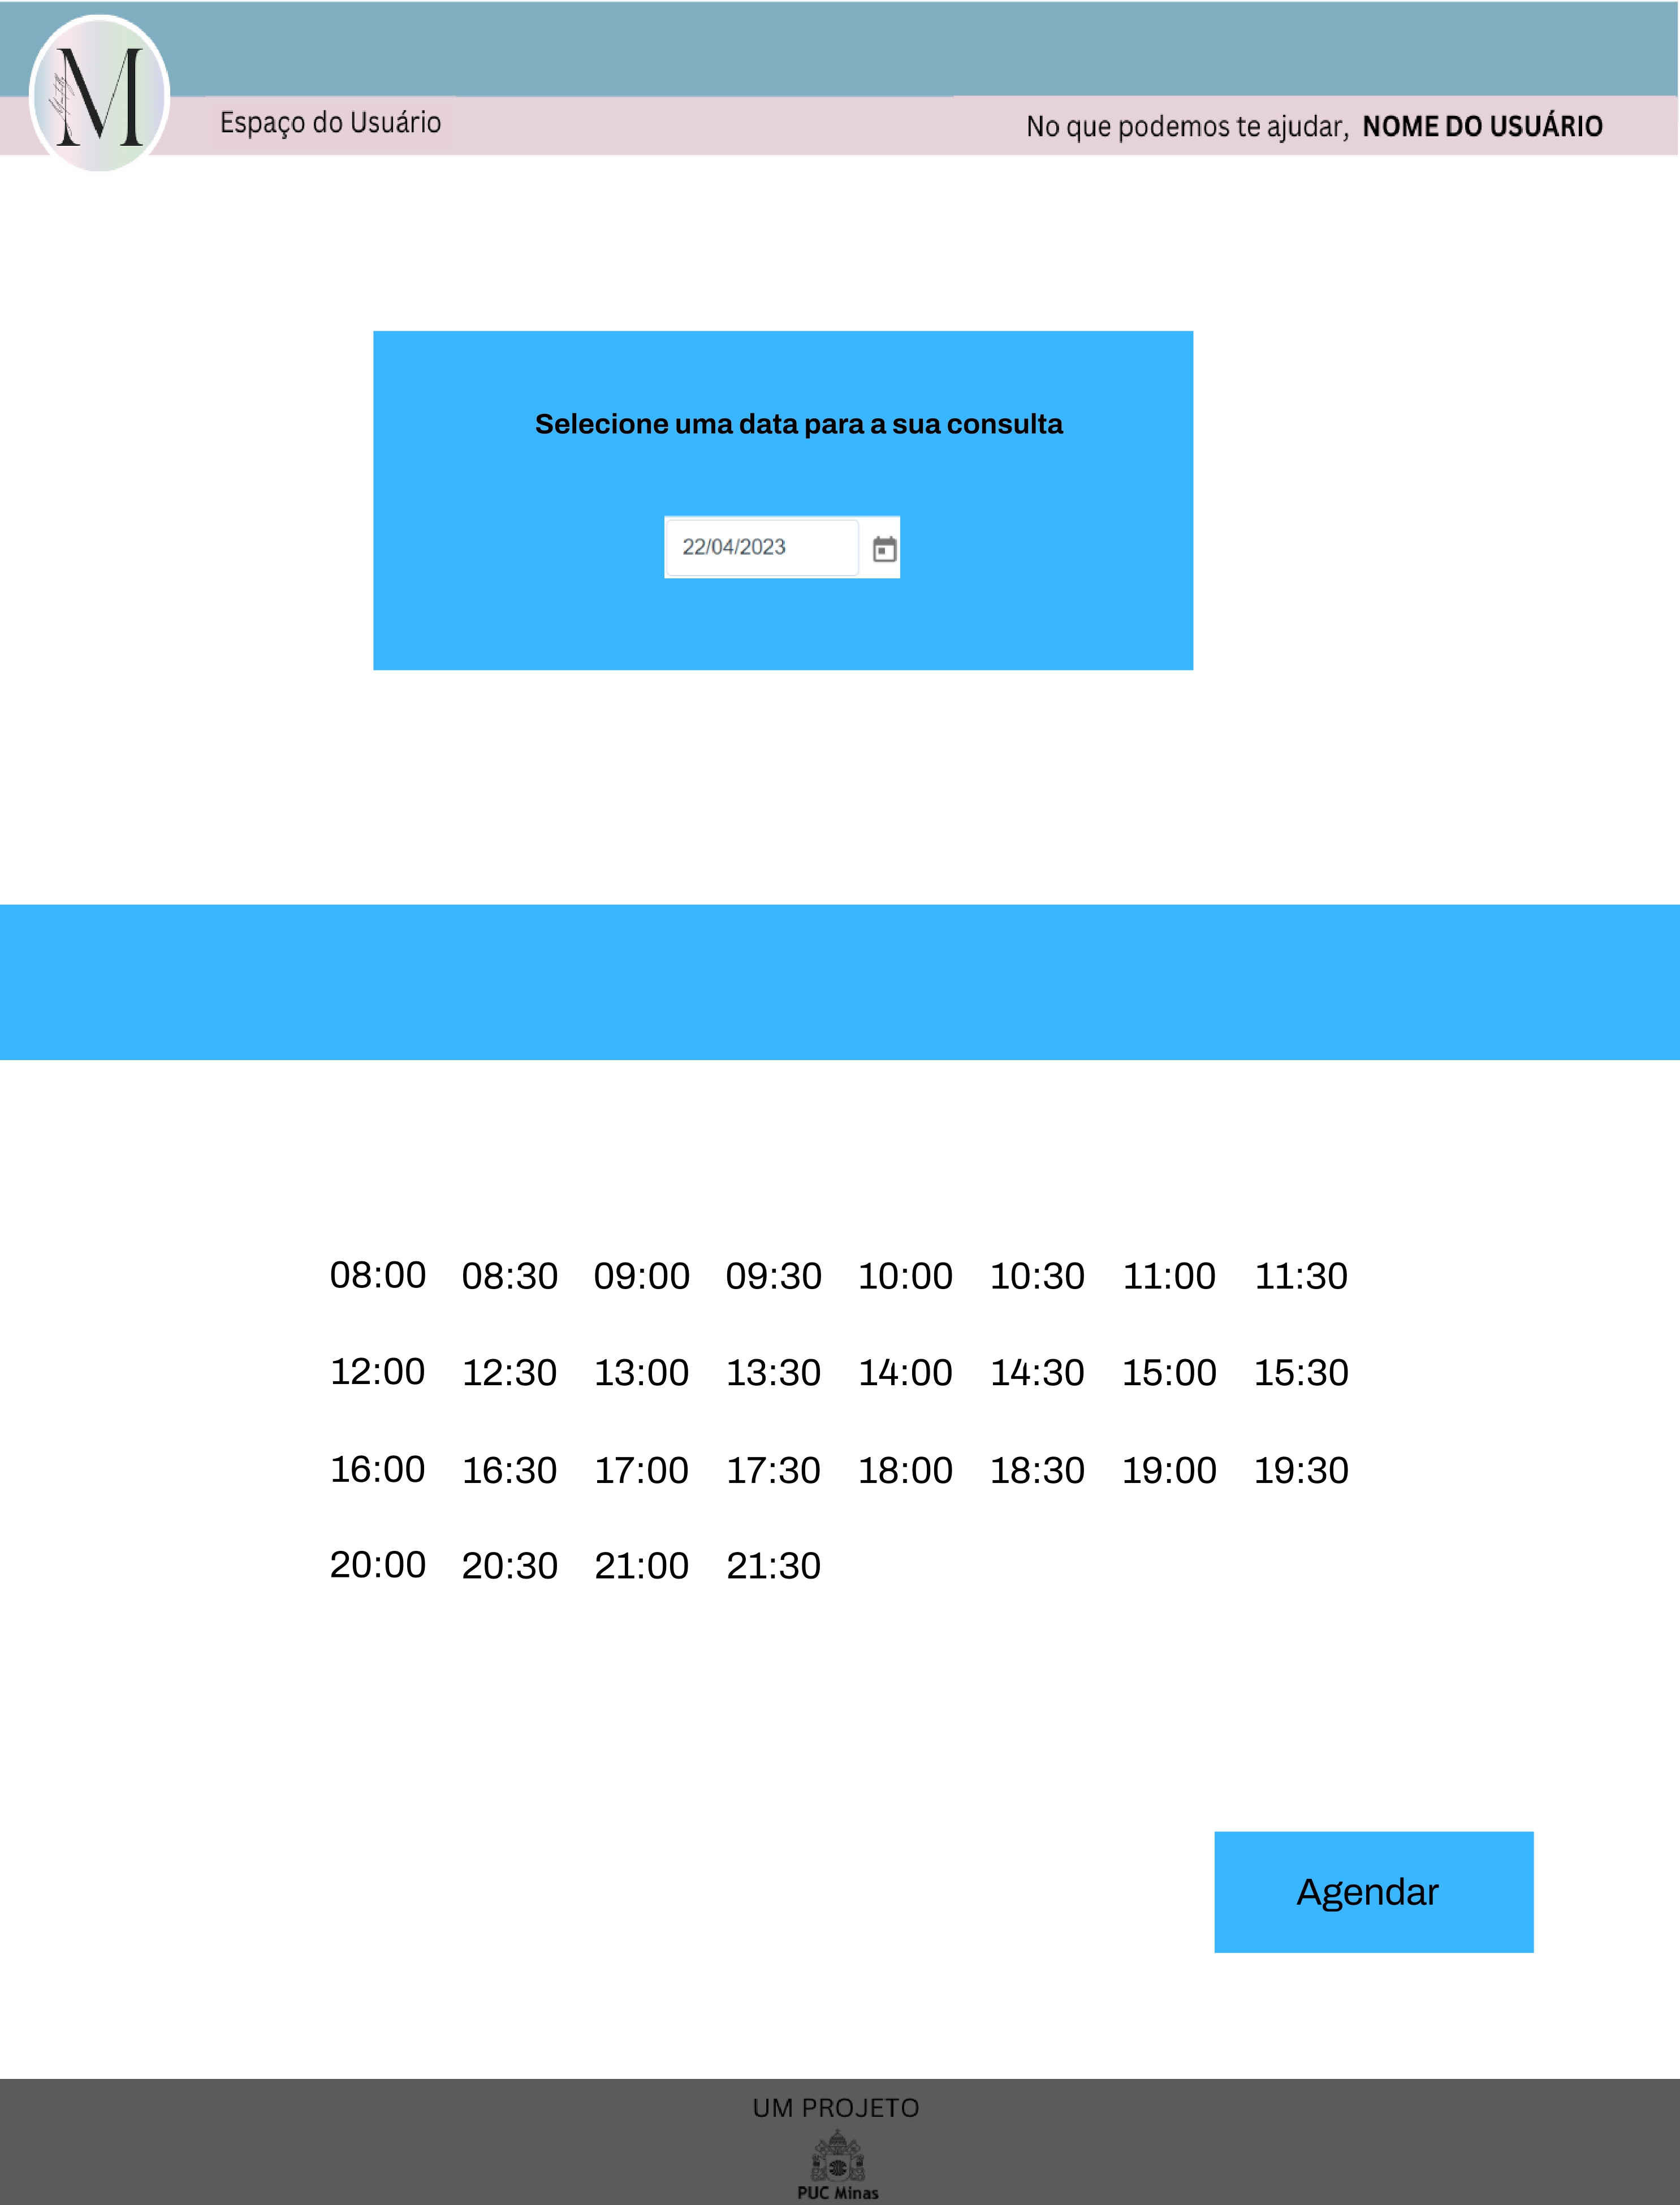 M
Espaço do Usuário
No que podemos te ajudar, NOME DO USUÁRIO
Selecione uma data para a sua consulta
22/04/2023
08:00 08:30 09:00 09:30 10:00 10:30 11:00 11:30
12:00 12:30 13:00 13:30 14:00 14:30 15:00 15:30
16:00 16:30 17:00 17:30 18:00 18:30 19:00 19:30
20:00 20:30 21:00 21:30
Agendar
UM PROJETO
PUC Minas